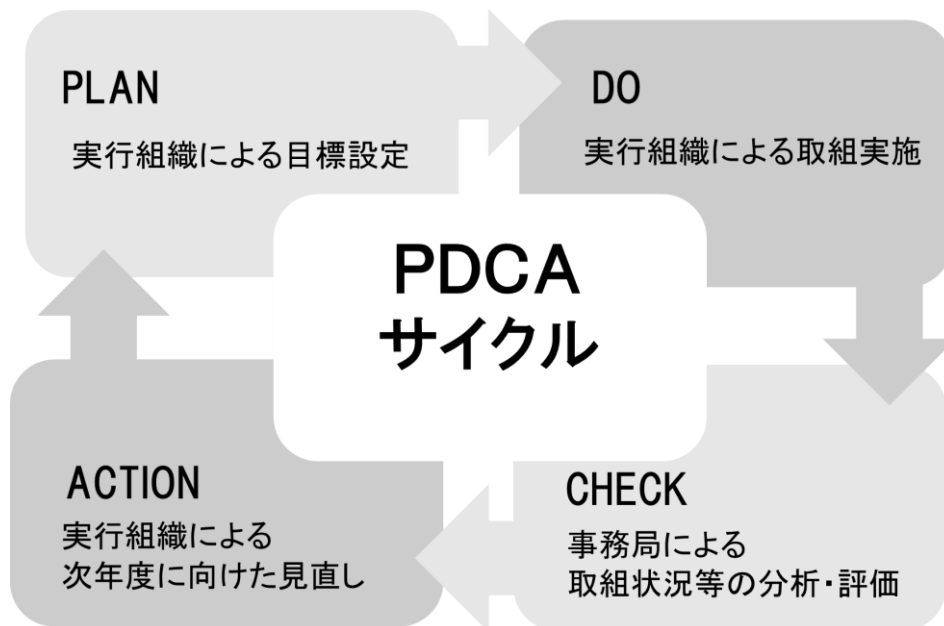 PLAN
実行組織による目標設定
DO
実行組織による取組実施
PDCA
サイクル
ACTION
実行組織による
次年度に向けた見直し
CHECK
事務局による
取組状況等の分析・評価